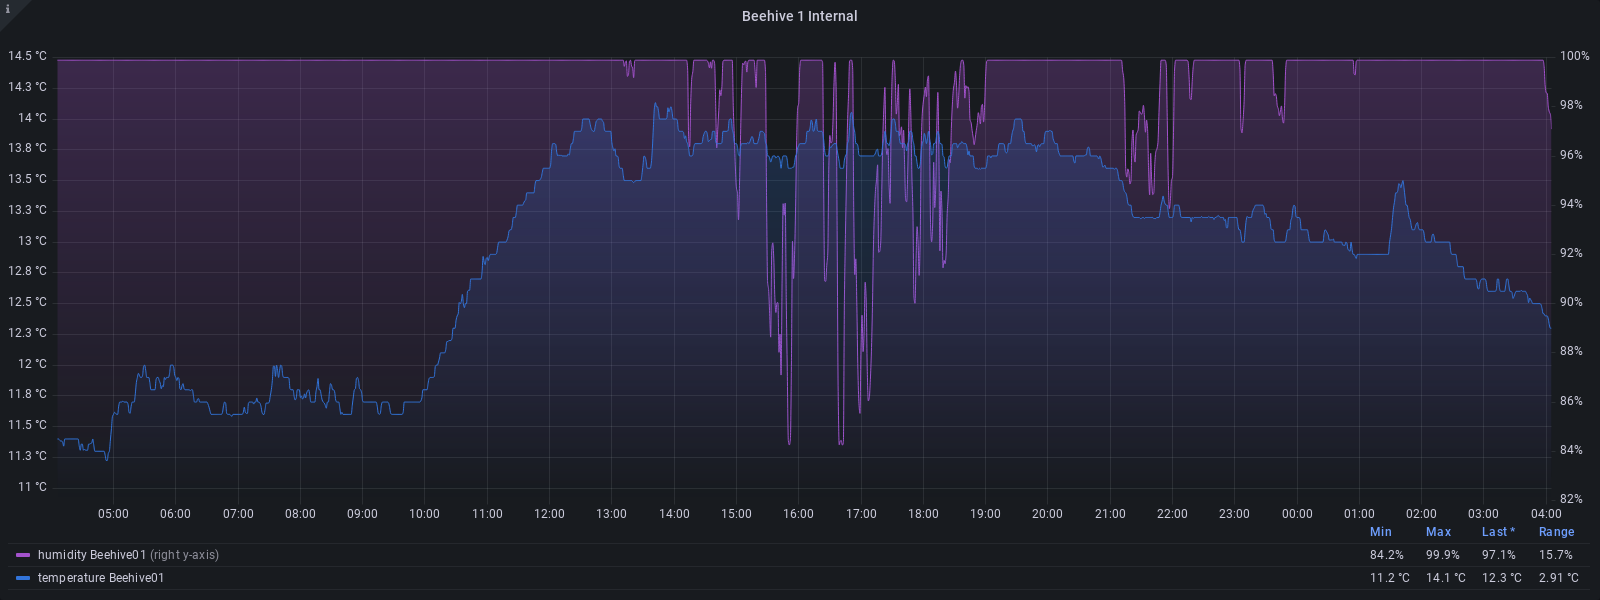 i
Beehive 1 Internal
14.5 °C 100%
14.3 °C
14 °C 98%
13.8 °C 96%
13.5 °C
13.3 °C 94%
13 °C 92%
12.8 °C
12.5 °C 90%
12.3 °C
12 °C 88%
11.8 °C 86%
11.5 °C
11.3 °C 84%
11 °C 82%
05:00 06:00 07:00 08:00 09:00 10:00 11:00 12:00 13:00 14:00 15:00 16:00 17:00 18:00 19:00 20:00 21:00 22:00 23:00 00:00 01:00 02:00 03:00 04:00
Min Max Last * Range
humidity Beehive01 (right y-axis) 84.2% 99.9% 97.1% 15.7%
temperature Beehive01 11.2 °C 14.1 °C 12.3 °C 2.91 °C